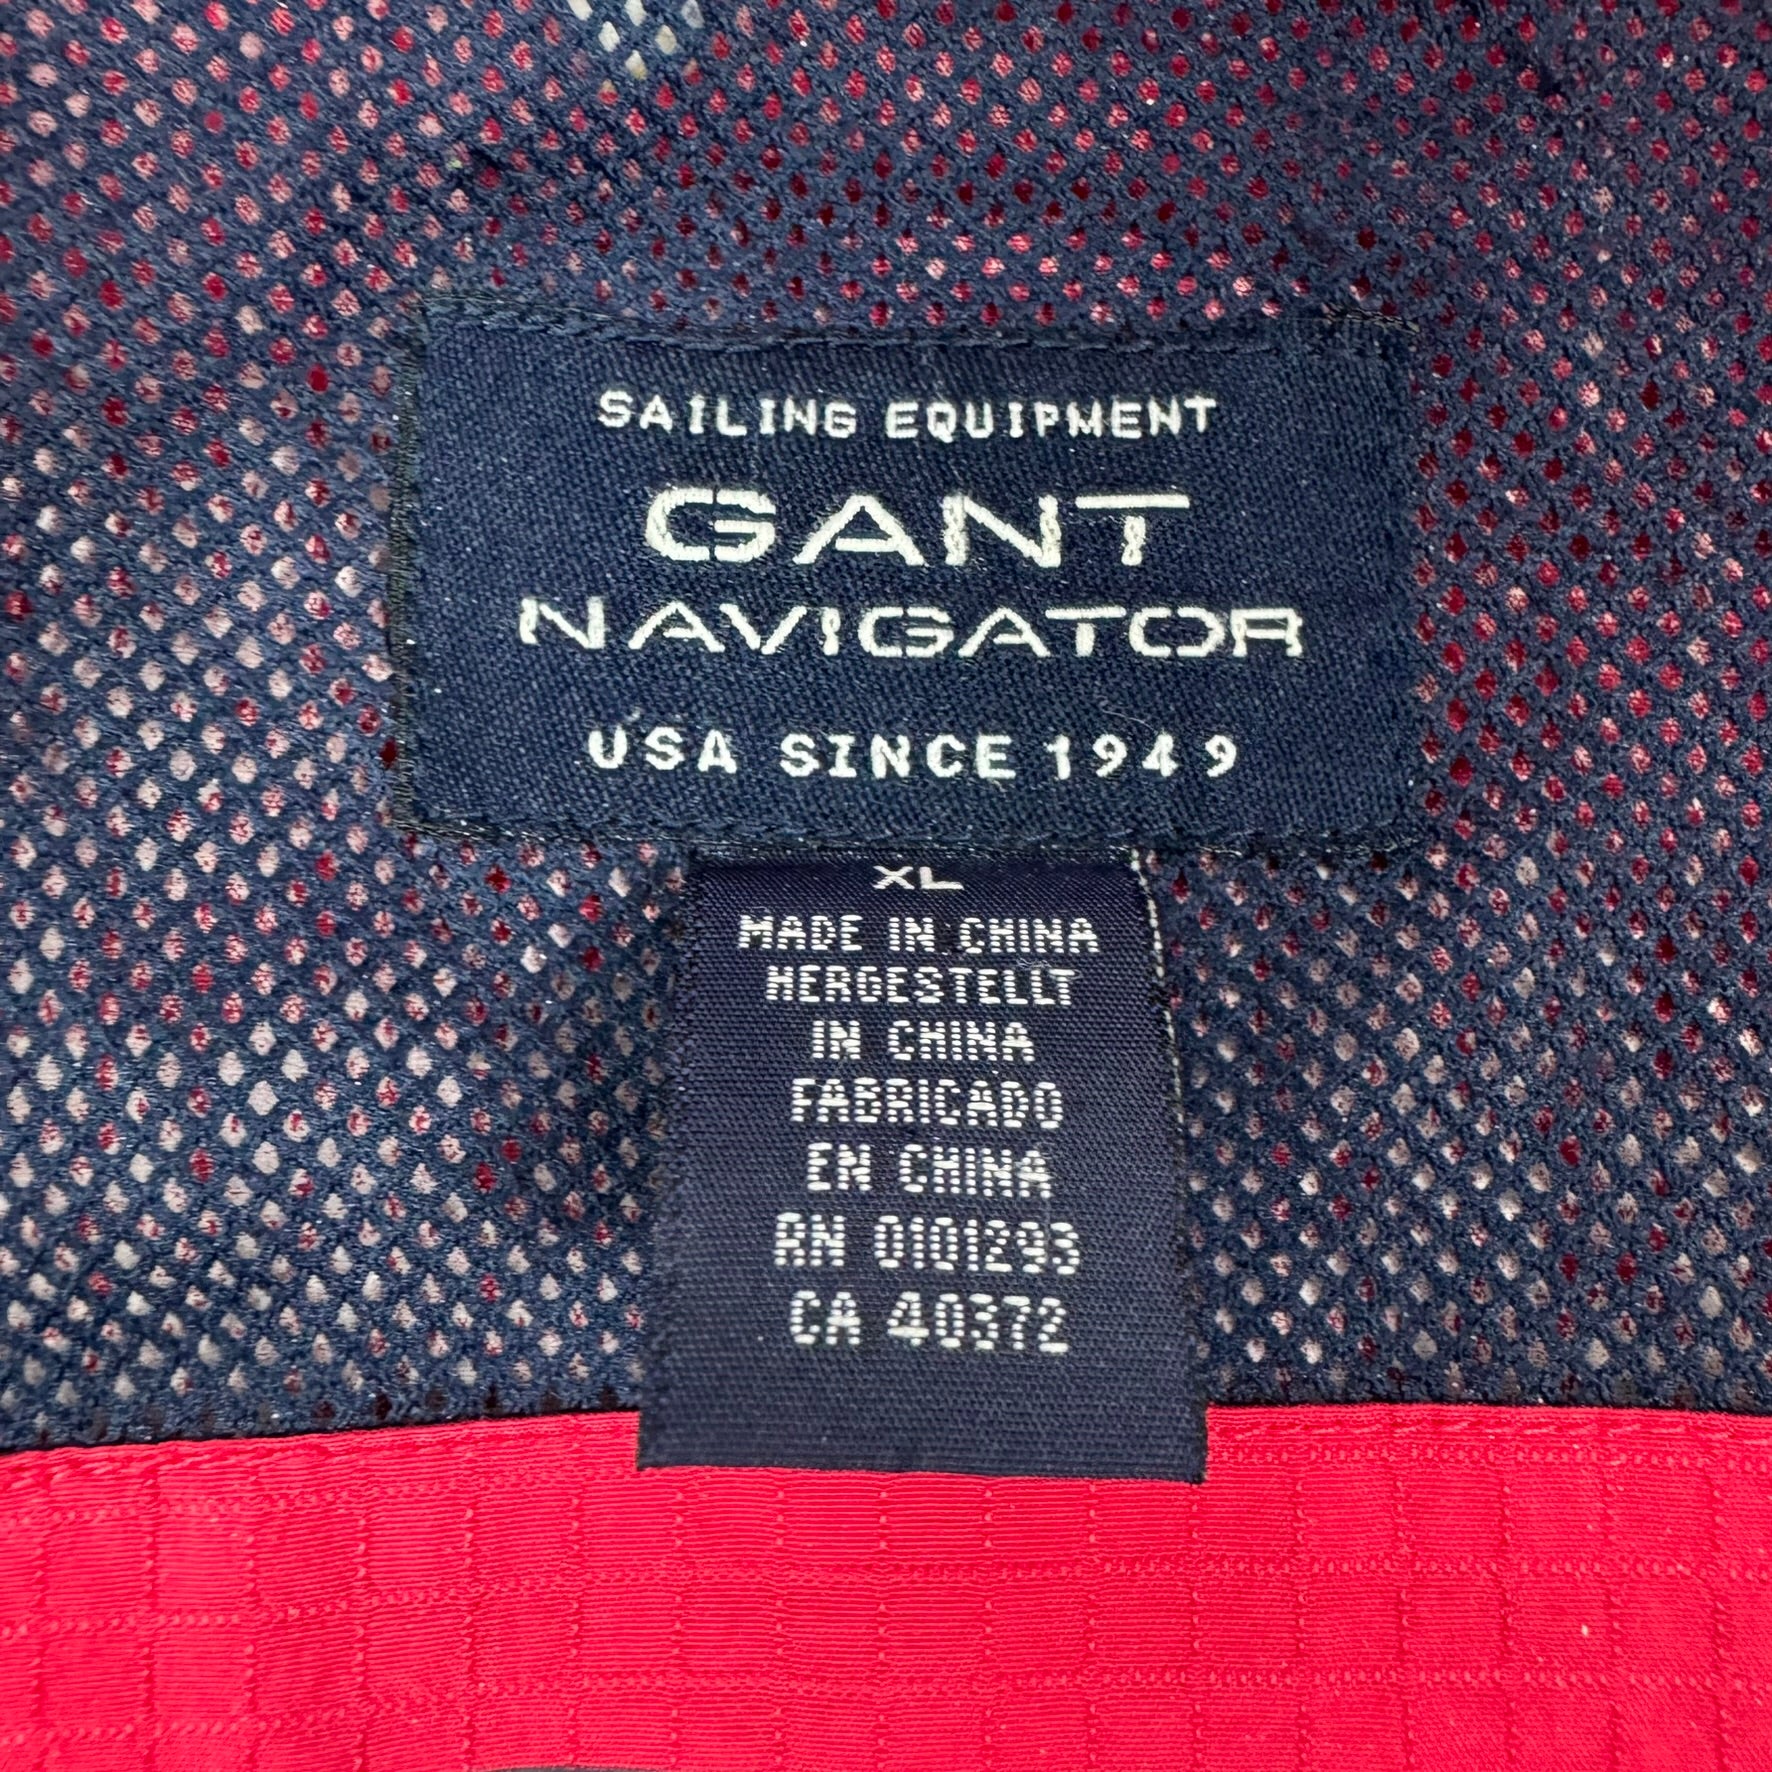 SAILING EQUIPMENT
GANT
NAVIGATOR
USA SINCE 1949
XL
MADE IN CHINA
HERGESTELLT
IN CHINA
FABRICADO
EN CHINA
RN 0101293
CA 40372